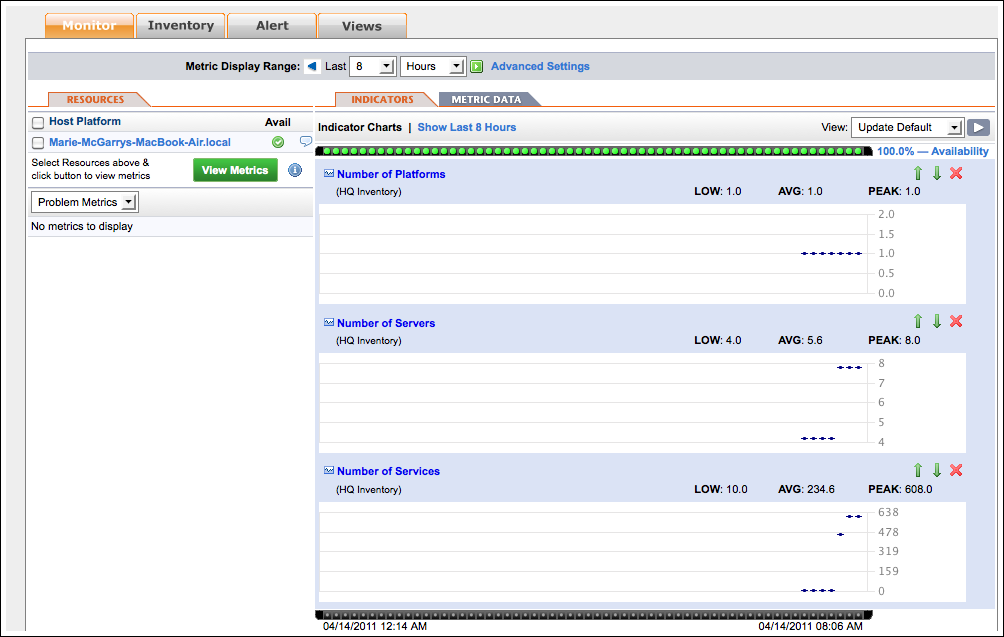 Monitor Inventory Alert Views
Metric Display Range: Last 8 Hours Advanced Settings
RESOURCES
INDICATORS METRIC DATA
Host Platform Avail
Marie-McGarrys-MacBook-Air.local
Select Resources above &
click button to view metrics
View Metrics
Problem Metrics
No metrics to display
Indicator Charts | Show Last 8 Hours View: Update Default
100.0% — Availability
Number of Platforms
(HQ Inventory) LOW: 1.0 AVG: 1.0 PEAK: 1.0
2.0
1.5
1.0
0.5
0.0
Number of Servers
(HQ Inventory) LOW: 4.0 AVG: 5.6 PEAK: 8.0
8
7
6
5
4
Number of Services
(HQ Inventory) LOW: 10.0 AVG: 234.6 PEAK: 608.0
638
478
319
159
0
04/14/2011 12:14 AM 04/14/2011 08:06 AM